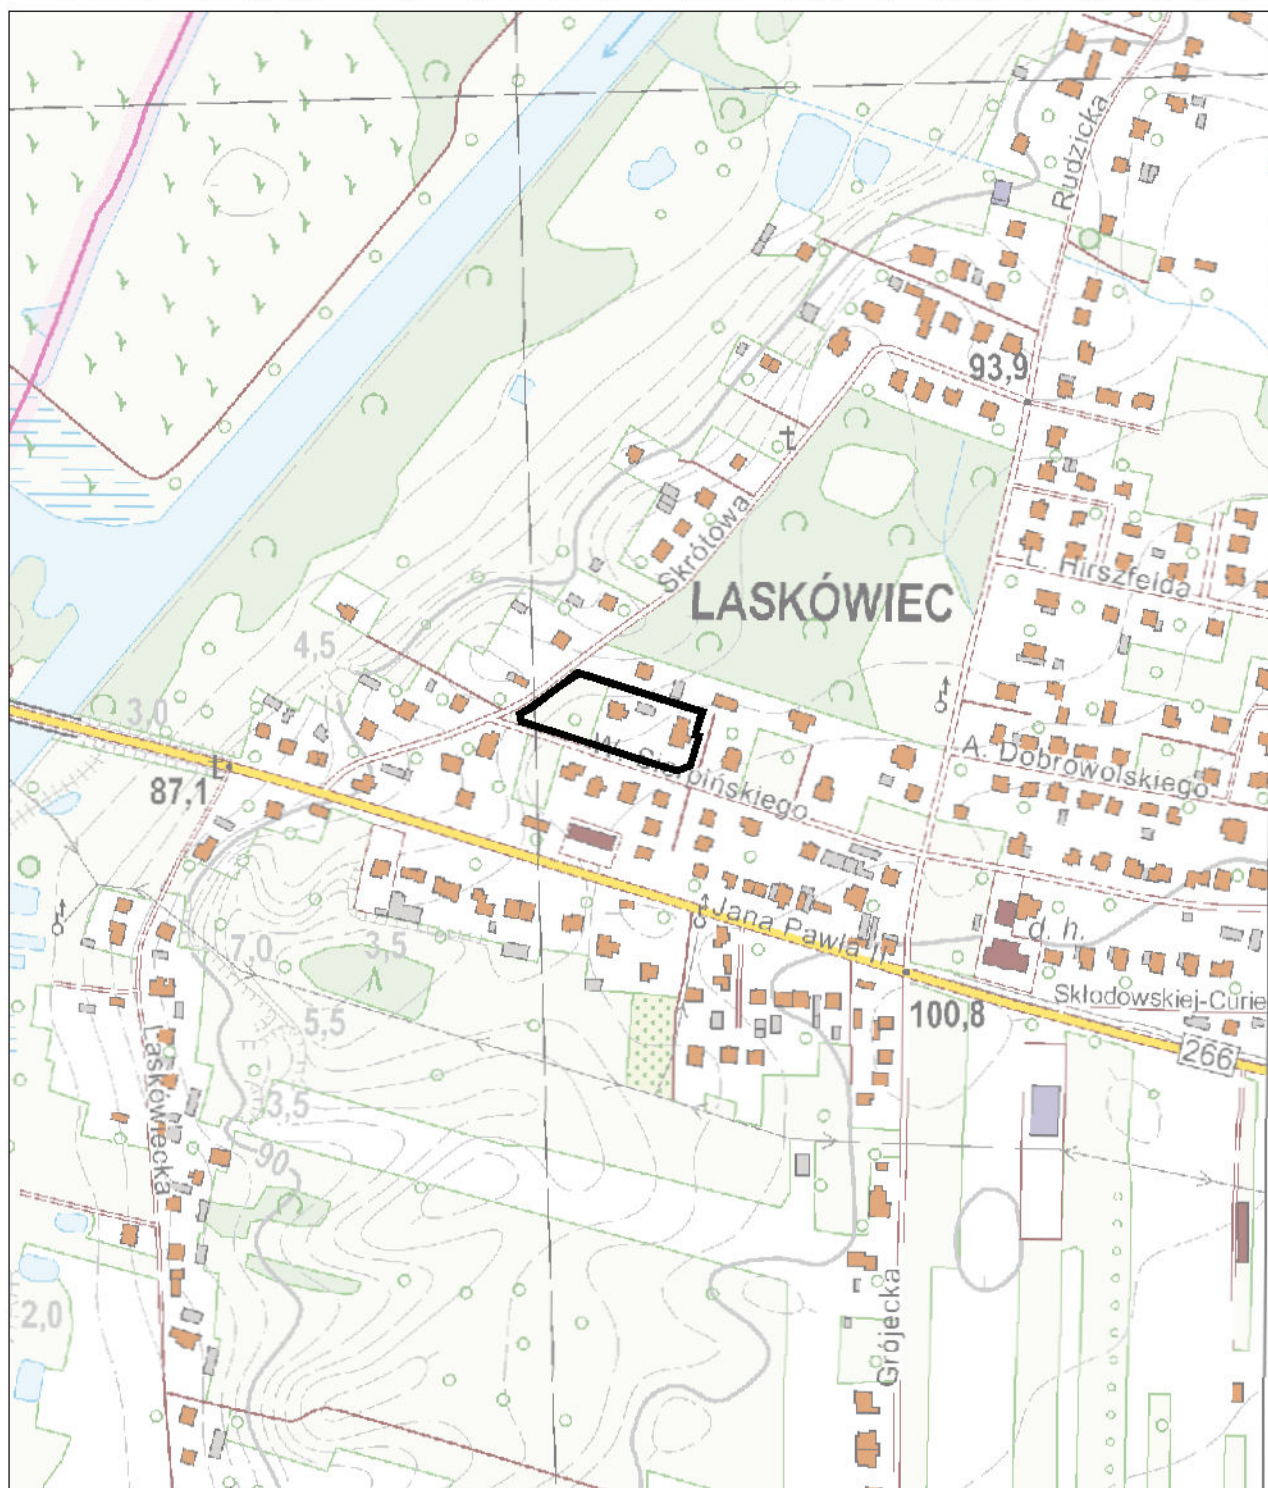 Rudzicka
93,9
Skrótowa
L. Hirszfelda
LASKÓWIEC
4,5
3,0
87,1
W. Sierpińskiego
A. Dobrowolskiego
Jana Pawła II
d. h.
7,0
3,5
5,5
Skłodowskiej-Curie
100,8
266
Laskówiecka
3,5
90
2,0
Grójecka